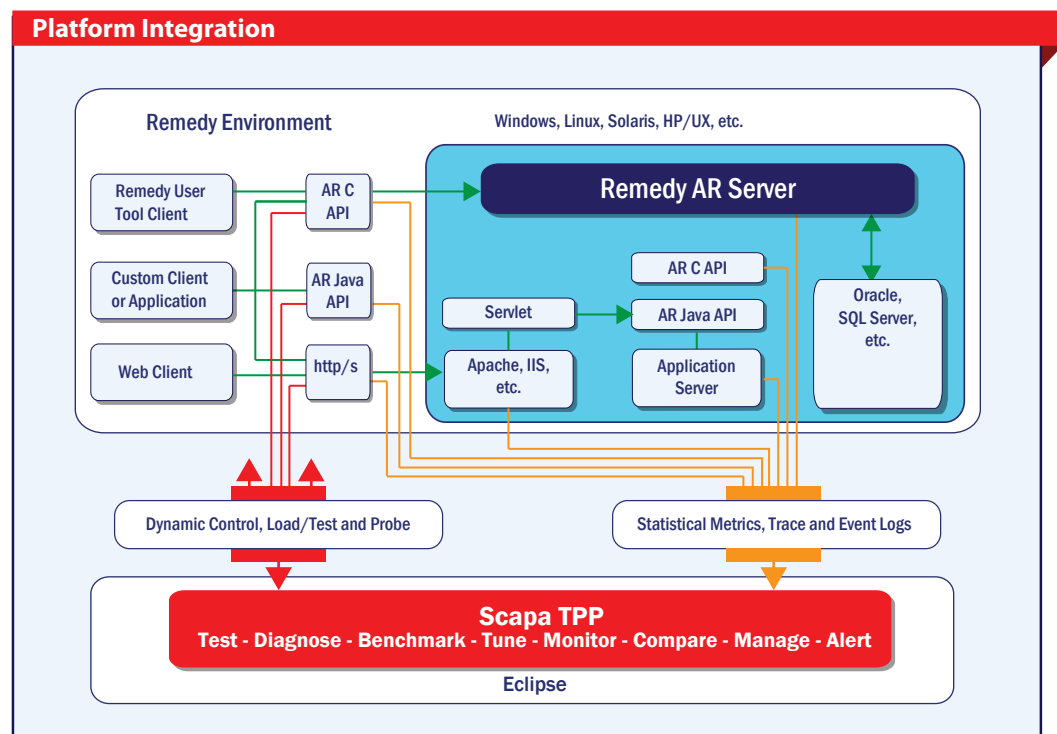 Platform Integration
Remedy Environment
Windows, Linux, Solaris, HP/UX, etc.
Remedy User
Tool Client
AR C
API
Remedy AR Server
Custom Client
or Application
AR Java
API
AR C API
Servlet
AR Java API
Oracle,
SQL Server,
etc.
Web Client
http/s
Apache, IIS,
etc.
Application
Server
Dynamic Control, Load/Test and Probe
Statistical Metrics, Trace and Event Logs
Scapa TPP
Test - Diagnose - Benchmark - Tune - Monitor - Compare - Manage - Alert
Eclipse